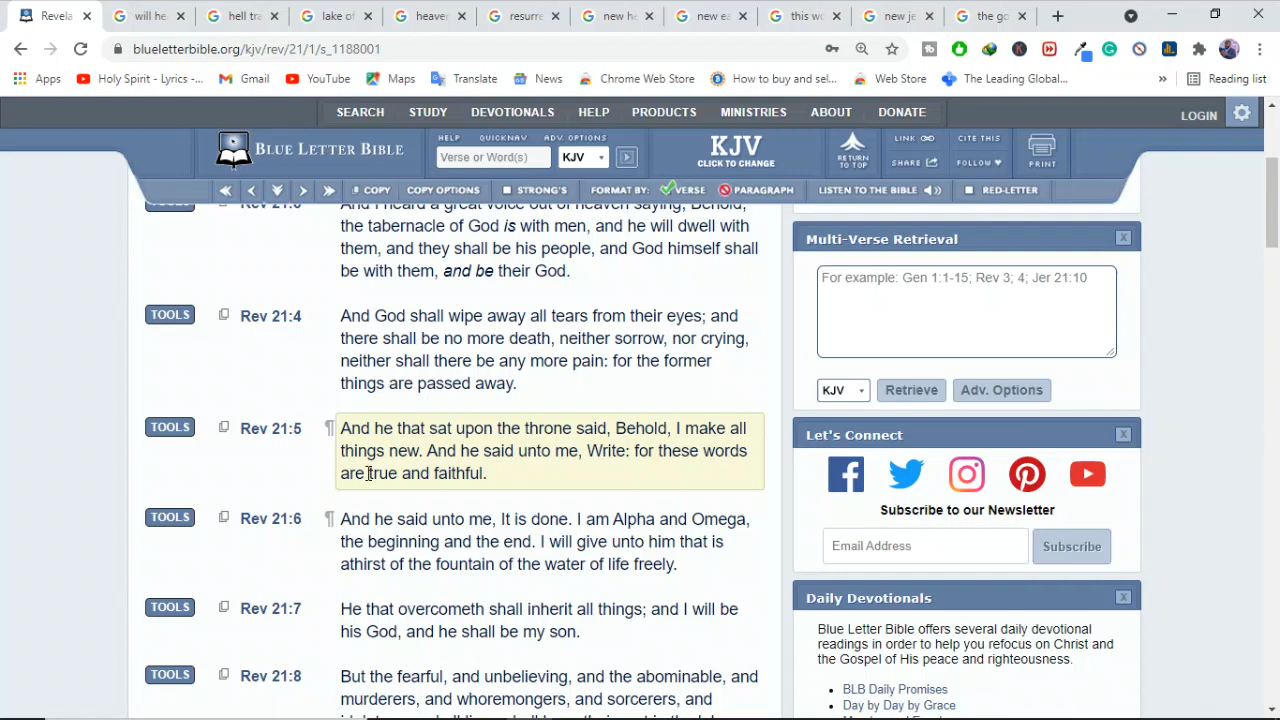 Revela
will he
hell tra
lake of
heaven
resurre
new he
new ea
this wo
new je
the go
blueletterbible.org/kjv/rev/21/1/s_1188001
Apps
Holy Spirit - Lyrics -...
Gmail
YouTube
Maps
Translate
News
Chrome Web Store
How to buy and sel...
Web Store
The Leading Global...
»
Reading list
SEARCH STUDY DEVOTIONALS HELP PRODUCTS MINISTRIES ABOUT DONATE
LOGIN
BLUE LETTER BIBLE
HELP QUICKNAV ADV. OPTIONS
Verse or Word(s)
KJV
KJV
CLICK TO CHANGE
RETURN
TO TOP
LINK
SHARE
CITE THIS
FOLLOW
PRINT
COPY COPY OPTIONS STRONG'S FORMAT BY: VERSE PARAGRAPH LISTEN TO THE BIBLE RED-LETTER
And I heard a great voice out of heaven saying, Behold,
the tabernacle of God is with men, and he will dwell with
them, and they shall be his people, and God himself shall
be with them, and be their God.
TOOLS Rev 21:4 And God shall wipe away all tears from their eyes; and
there shall be no more death, neither sorrow, nor crying,
neither shall there be any more pain: for the former
things are passed away.
TOOLS Rev 21:5 ¶ And he that sat upon the throne said, Behold, I make all
things new. And he said unto me, Write: for these words
are true and faithful.
TOOLS Rev 21:6 ¶ And he said unto me, It is done. I am Alpha and Omega,
the beginning and the end. I will give unto him that is
athirst of the fountain of the water of life freely.
TOOLS Rev 21:7 He that overcometh shall inherit all things; and I will be
his God, and he shall be my son.
TOOLS Rev 21:8 But the fearful, and unbelieving, and the abominable, and
murderers, and whoremongers, and sorcerers, and
Multi-Verse Retrieval
For example: Gen 1:1-15; Rev 3; 4; Jer 21:10
KJV Retrieve Adv. Options
Let's Connect
Subscribe to our Newsletter
Email Address Subscribe
Daily Devotionals
Blue Letter Bible offers several daily devotional
readings in order to help you refocus on Christ and
the Gospel of His peace and righteousness.
BLB Daily Promises
Day by Day by Grace